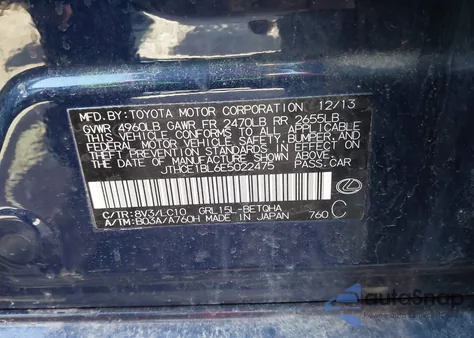 MFD.BY:TOYOTA MOTOR CORPORATION 12/13
GVWR 4960LB GAWR FR 2470LB RR 2655LB
THIS VEHICLE CONFORMS TO ALL APPLICABLE
FEDERAL MOTOR VEHICLE SAFETY, BUMPER, AND
THEFT PREVENTION STANDARDS IN EFFECT ON
THE DATE OF MANUFACTURE SHOWN ABOVE.
JTHCE1BL6E5022475 PASS.CAR
C/TR:8V3/LC10 GRL15L-BETQHA
A/TM:B03A/A760H MADE IN JAPAN 760 C
autoSnap